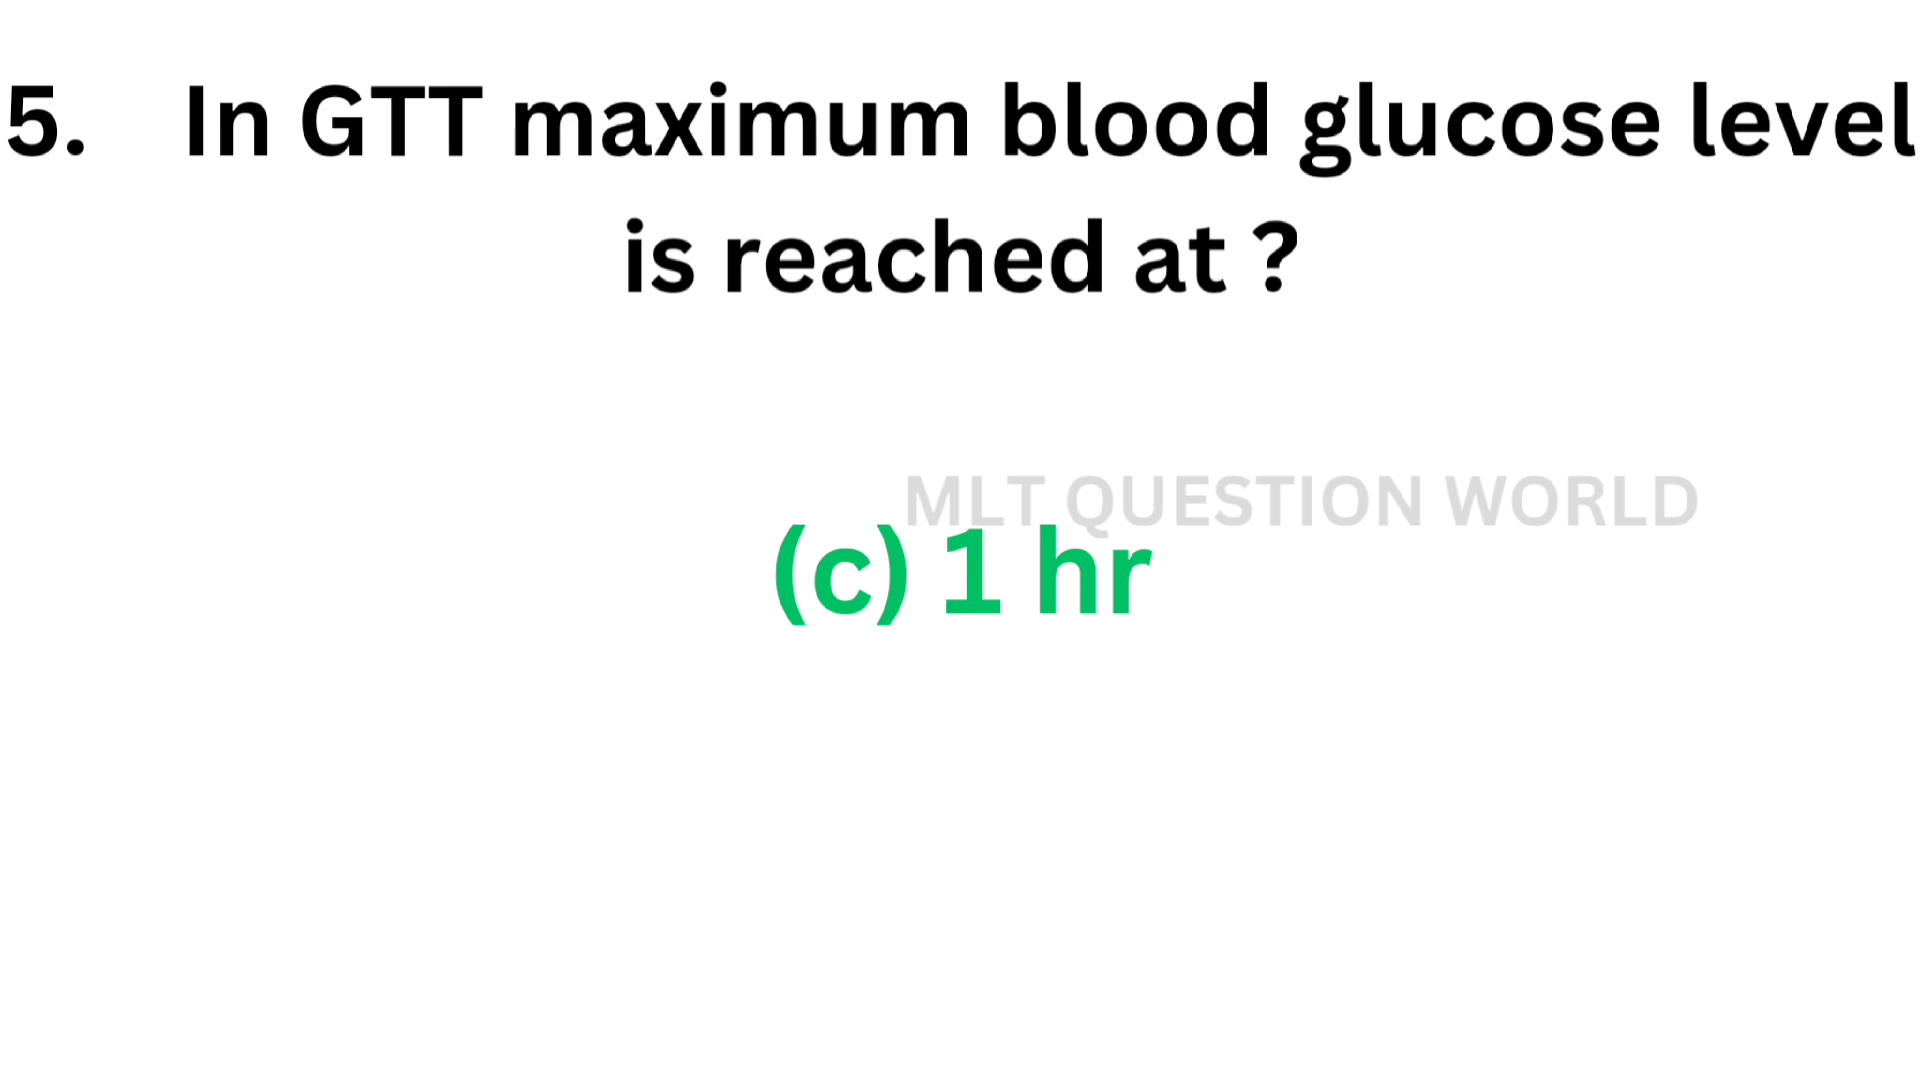 5. In GTT maximum blood glucose level
is reached at ?
MLT QUESTION WORLD
(c) 1 hr